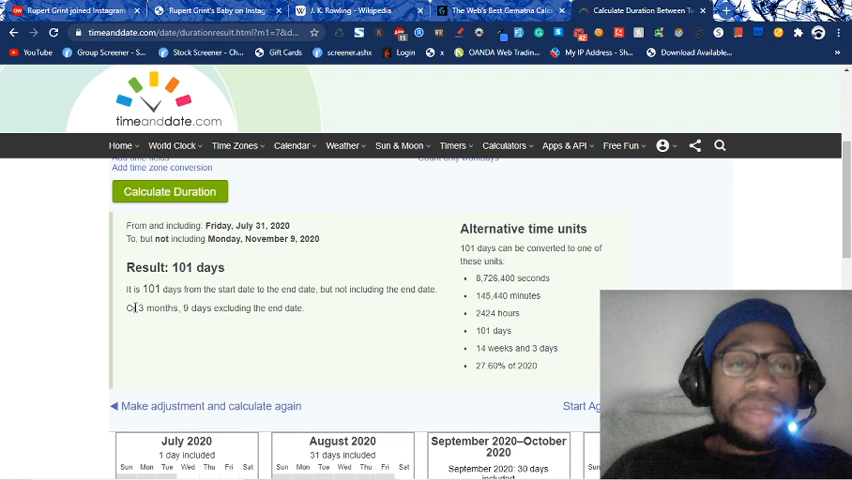 Rupert Grint joined Instagram
Rupert Grint's Baby on Instag
J. K. Rowling - Wikipedia
The Web's Best Gematria Calc
Calculate Duration Between T
timeanddate.com/date/durationresult.html?m1=7&d
YouTube
Group Screener - S
Stock Screener - St
Gift Cards
screener.ashx
Login
x
OANDA Web Tradin
My IP Address - Sh
Download Availabl
timeanddate.com
Home
World Clock
Time Zones
Calendar
Weather
Sun & Moon
Timers
Calculators
Apps & API
Free Fun
Add time fields
Count only workdays
Add time zone conversion
Calculate Duration
From and including: Friday, July 31, 2020
To, but not including Monday, November 9, 2020
Result: 101 days
It is 101 days from the start date to the end date, but not including the end date.
Or 3 months, 9 days excluding the end date.
Alternative time units
101 days can be converted to one of
these units:
8,726,400 seconds
145,440 minutes
2424 hours
101 days
14 weeks and 3 days
27.60% of 2020
Make adjustment and calculate again
Start Ag
July 2020
1 day included
Sun Mon Tue Wed Thu Fri Sat
August 2020
31 days included
Sun Mon Tue Wed Thu Fri Sat
September 2020–October
2020
September 2020: 30 days
included